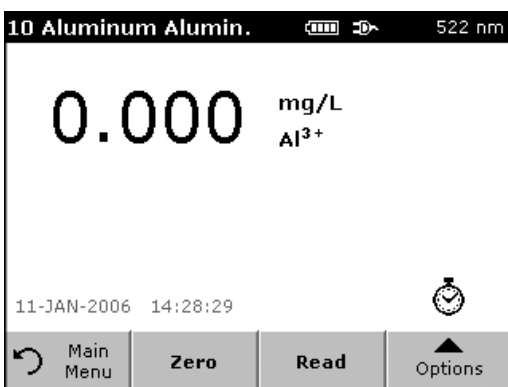 10 Aluminum Alumin. 522 nm
0.000 mg/L
Al³⁺
11-JAN-2006 14:28:29
Main Menu Zero Read Options